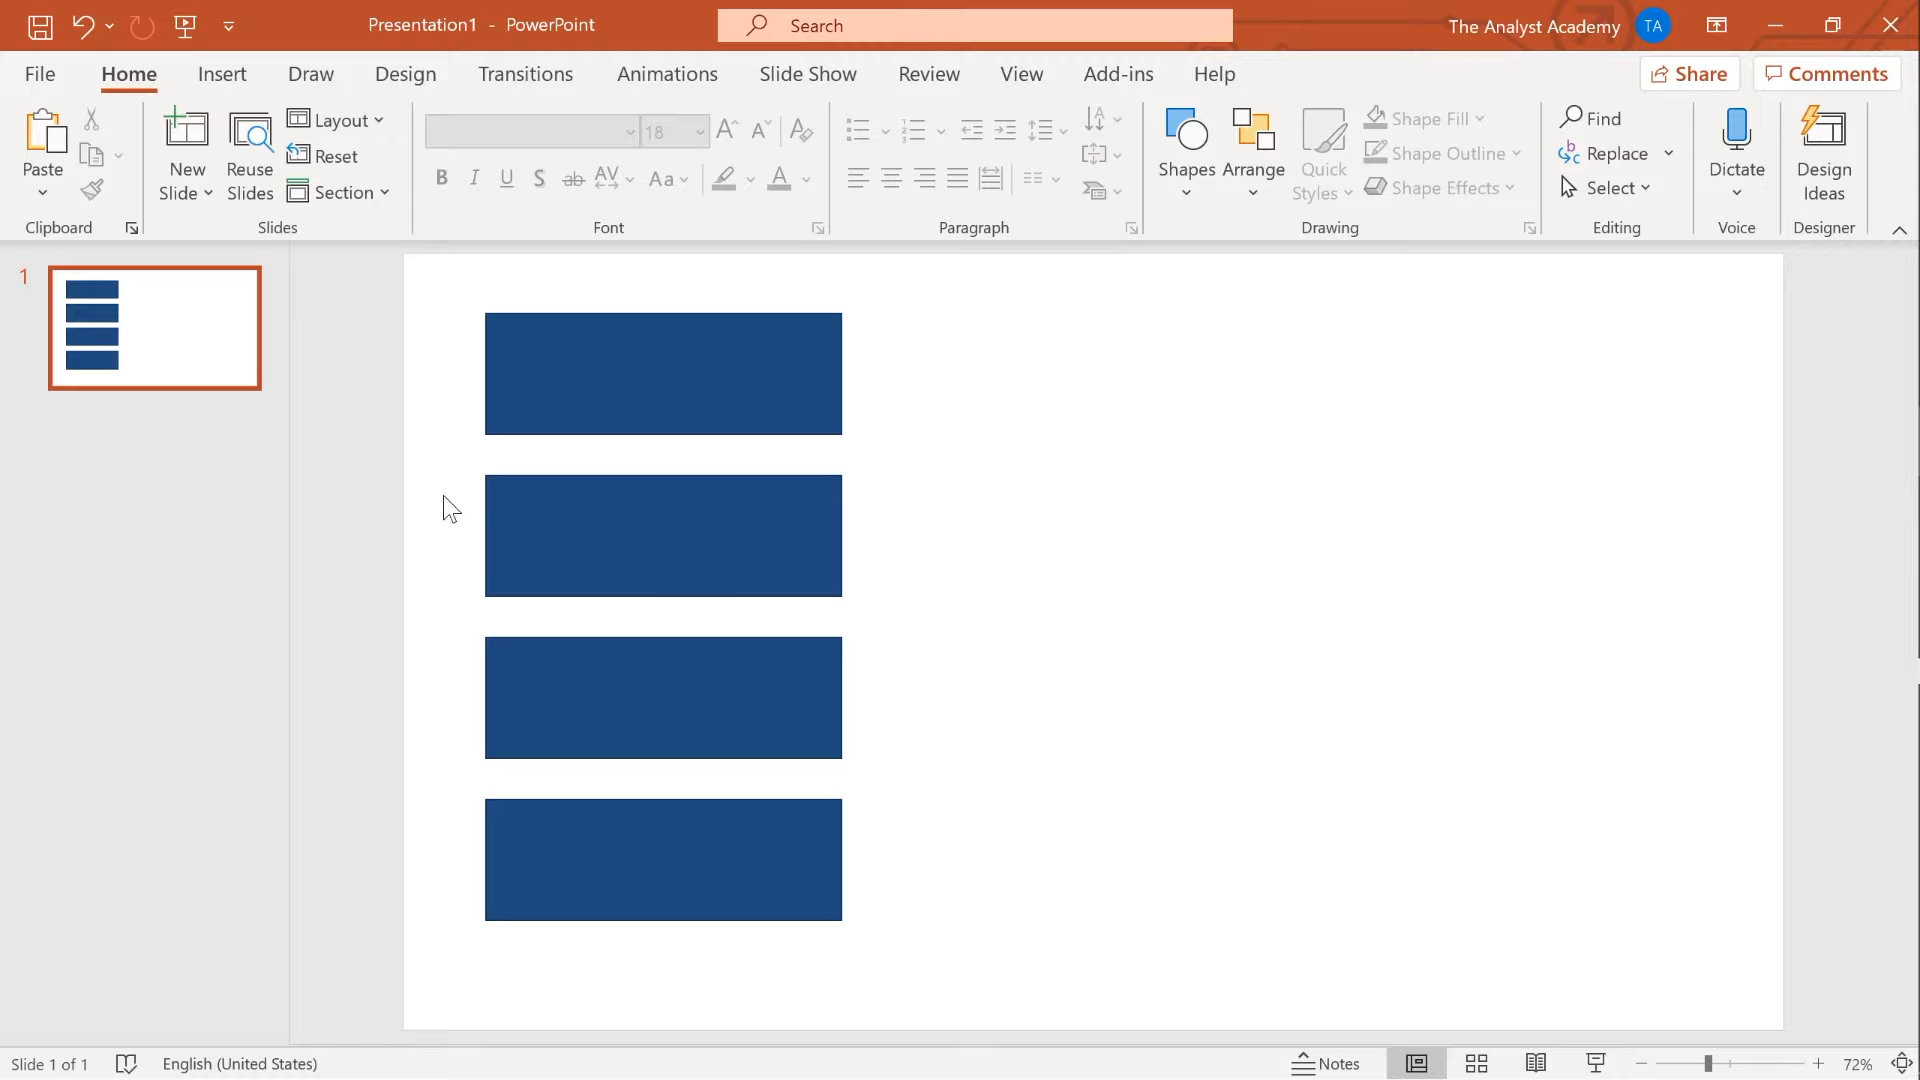 Presentation1 - PowerPoint
Search
The Analyst Academy
TA
File Home Insert Draw Design Transitions Animations Slide Show Review View Add-ins Help
Share
Comments
Paste
Clipboard
New Slide
Reuse Slides
Layout
Reset
Section
Slides
18
B I U S ab AV Aa A
Font
Paragraph
Shapes
Arrange
Quick Styles
Shape Fill
Shape Outline
Shape Effects
Drawing
Find
Replace
Select
Editing
Dictate
Voice
Design Ideas
Designer
1
Slide 1 of 1
English (United States)
Notes
72%